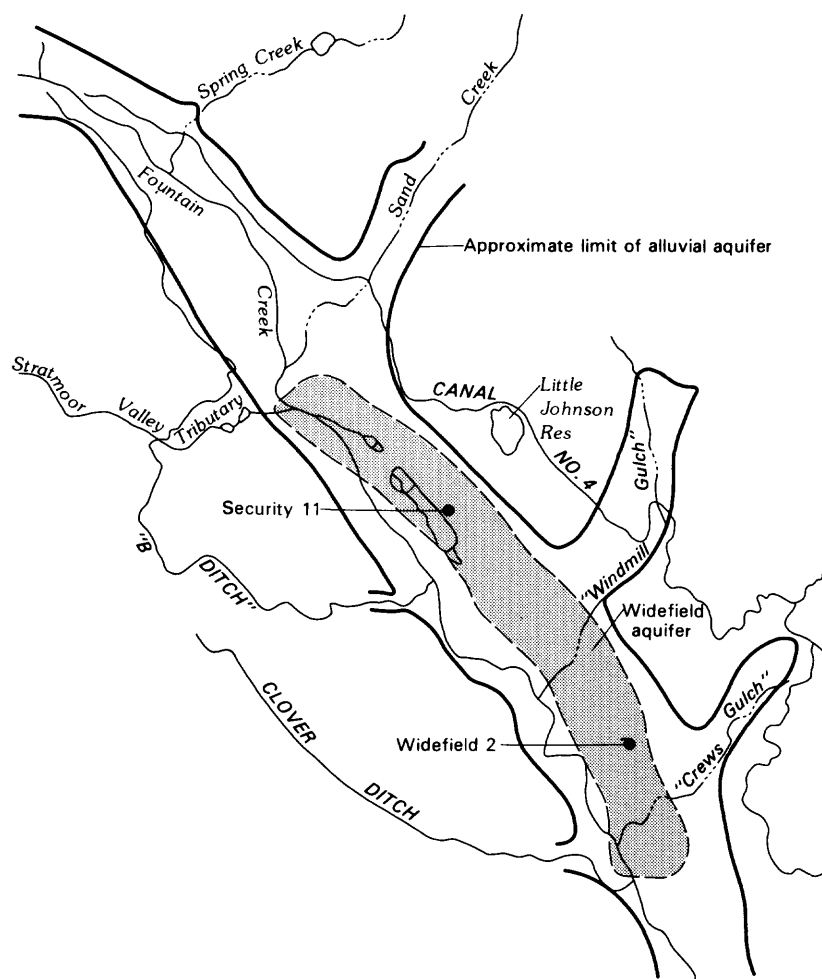 Spring Creek
Creek
Sand
Fountain
Approximate limit of alluvial aquifer
Creek
Stratmoor
Valley
Tributary
CANAL
NO. 4
Little
Johnson
Res
Gulch"
"Windmill
Security 11
"B
DITCH"
Widefield
aquifer
CLOVER
DITCH
Widefield 2
Gulch"
"Crews